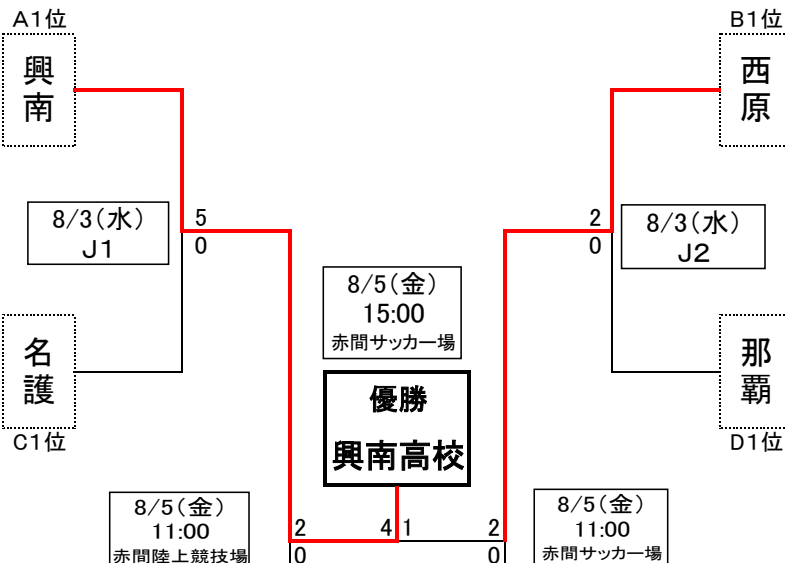 A1位
B1位
興南
西原
8/3(水)
J1
5
0
2
0
8/3(水)
J2
8/5(金)
15:00
赤間サッカー場
名護
那覇
優勝
興南高校
C1位
D1位
8/5(金)
11:00
赤間陸上競技場
2
0
4
1
2
0
8/5(金)
11:00
赤間サッカー場